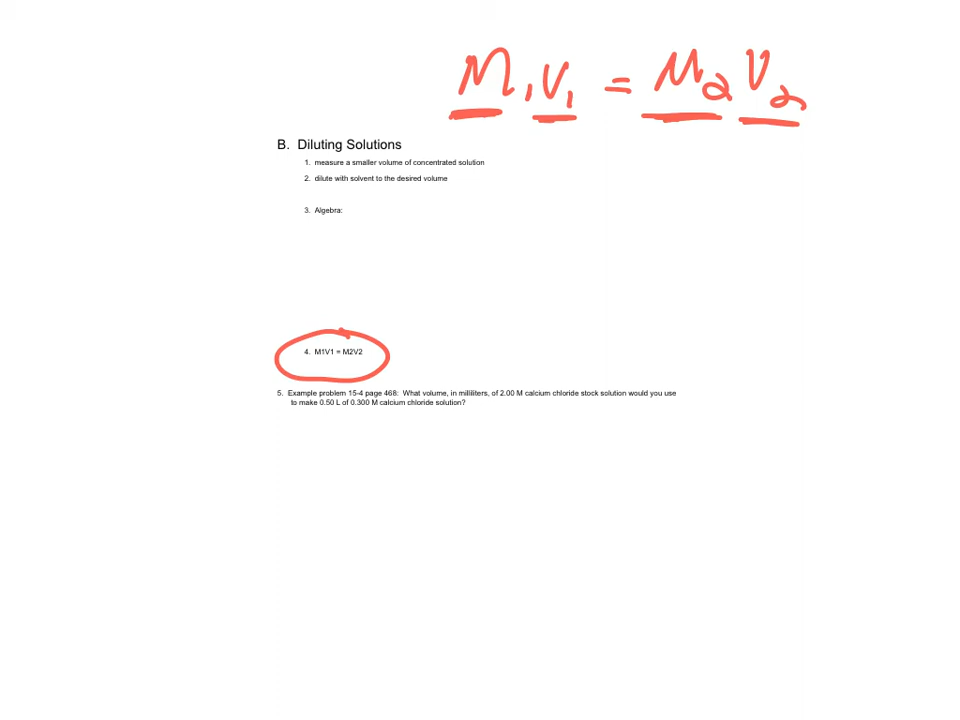 M₁V₁ = M₂V₂
B. Diluting Solutions
1. measure a smaller volume of concentrated solution
2. dilute with solvent to the desired volume
3. Algebra:
4. M1V1 = M2V2
5. Example problem 15-4 page 468: What volume, in milliliters, of 2.00 M calcium chloride stock solution would you use
to make 0.50 L of 0.300 M calcium chloride solution?